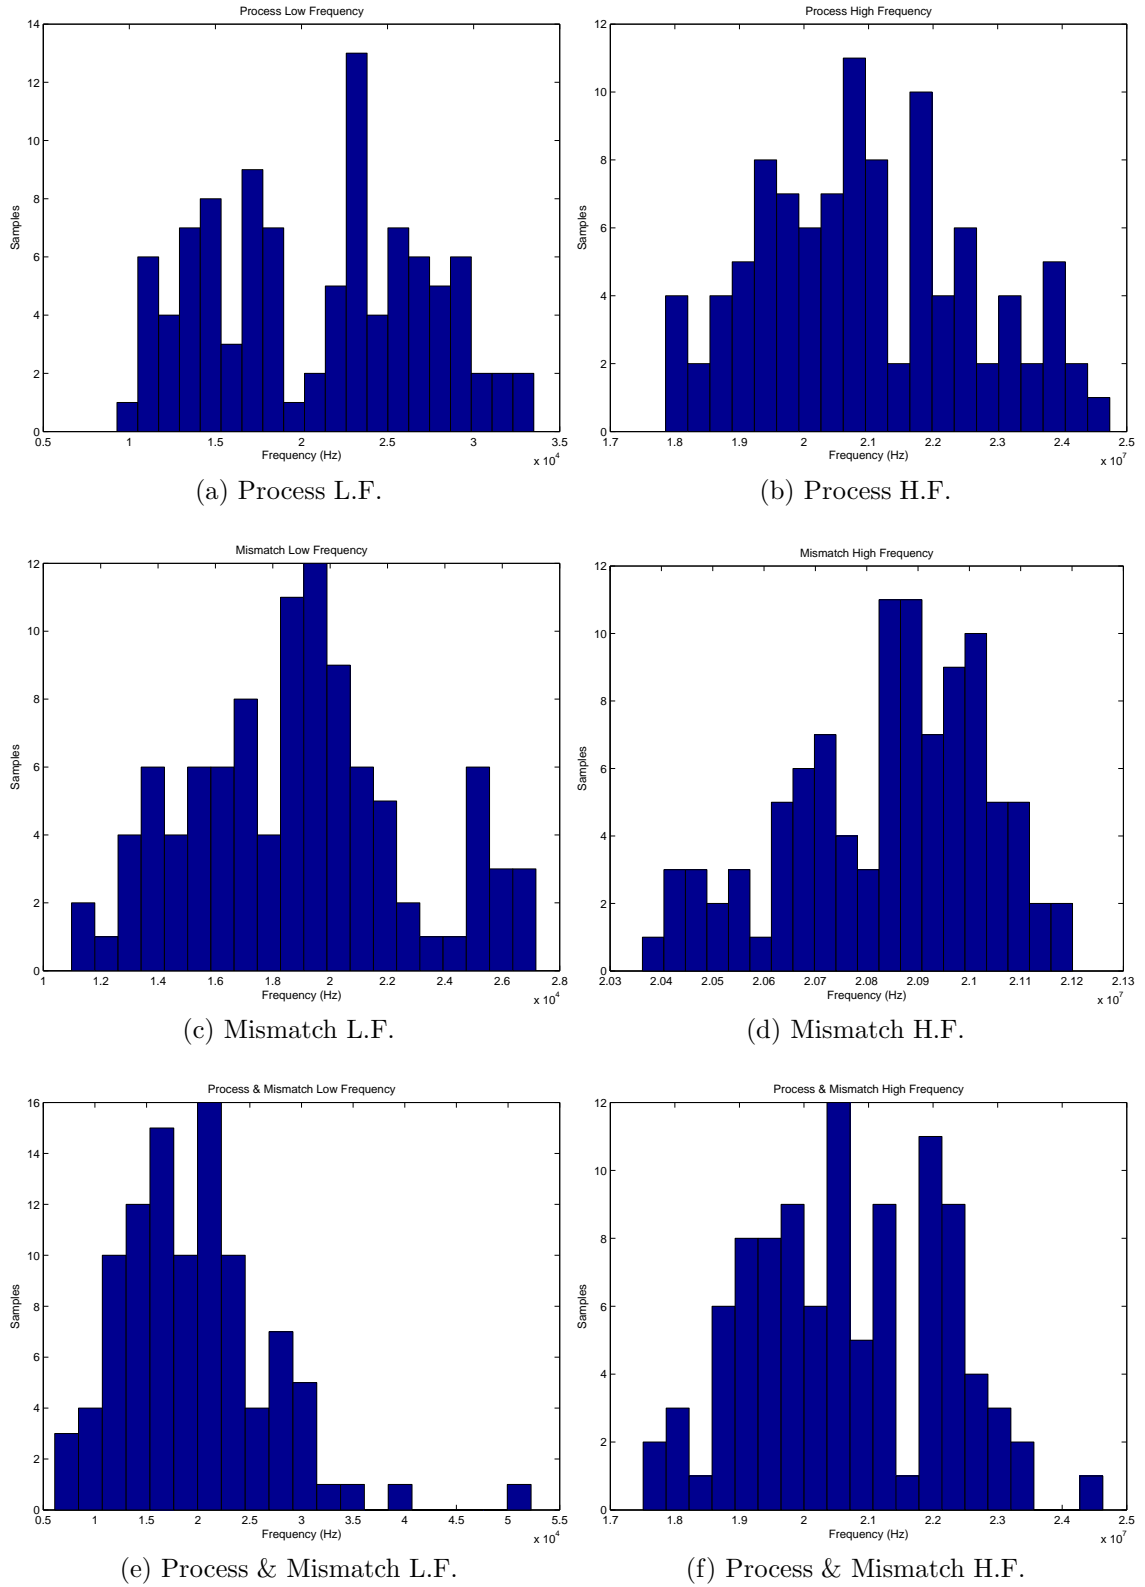 Process Low Frequency
14
12
10
8
6
4
2
0
Samples
0.5 1 1.5 2 2.5 3 3.5
Frequency (Hz)
x 10^4
(a) Process L.F.
Process High Frequency
12
10
8
6
4
2
0
Samples
1.7 1.8 1.9 2 2.1 2.2 2.3 2.4 2.5
Frequency (Hz)
x 10^7
(b) Process H.F.
Mismatch Low Frequency
12
10
8
6
4
2
0
Samples
10 1.2 1.4 1.6 1.8 2 2.2 2.4 2.6 2.8
Frequency (Hz)
x 10^4
(c) Mismatch L.F.
Mismatch High Frequency
12
10
8
6
4
2
0
Samples
2.03 2.04 2.05 2.06 2.07 2.08 2.09 2.1 2.11 2.12 2.13
Frequency (Hz)
x 10^7
(d) Mismatch H.F.
Process & Mismatch Low Frequency
16
14
12
10
8
6
4
2
0
Samples
0.5 1 1.5 2 2.5 3 3.5 4 4.5 5 5.5
Frequency (Hz)
x 10^4
(e) Process & Mismatch L.F.
Process & Mismatch High Frequency
12
10
8
6
4
2
0
Samples
1.7 1.8 1.9 2 2.1 2.2 2.3 2.4 2.5
Frequency (Hz)
x 10^7
(f) Process & Mismatch H.F.